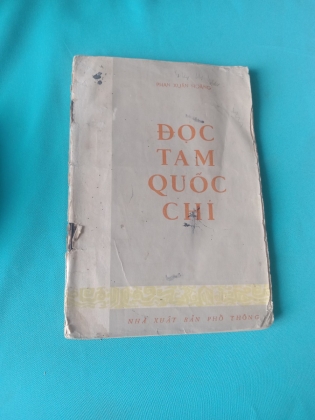 ĐỌC
TAM
QUỐC
CHÍ
NHÀ XUẤT BẢN PHỔ THÔNG